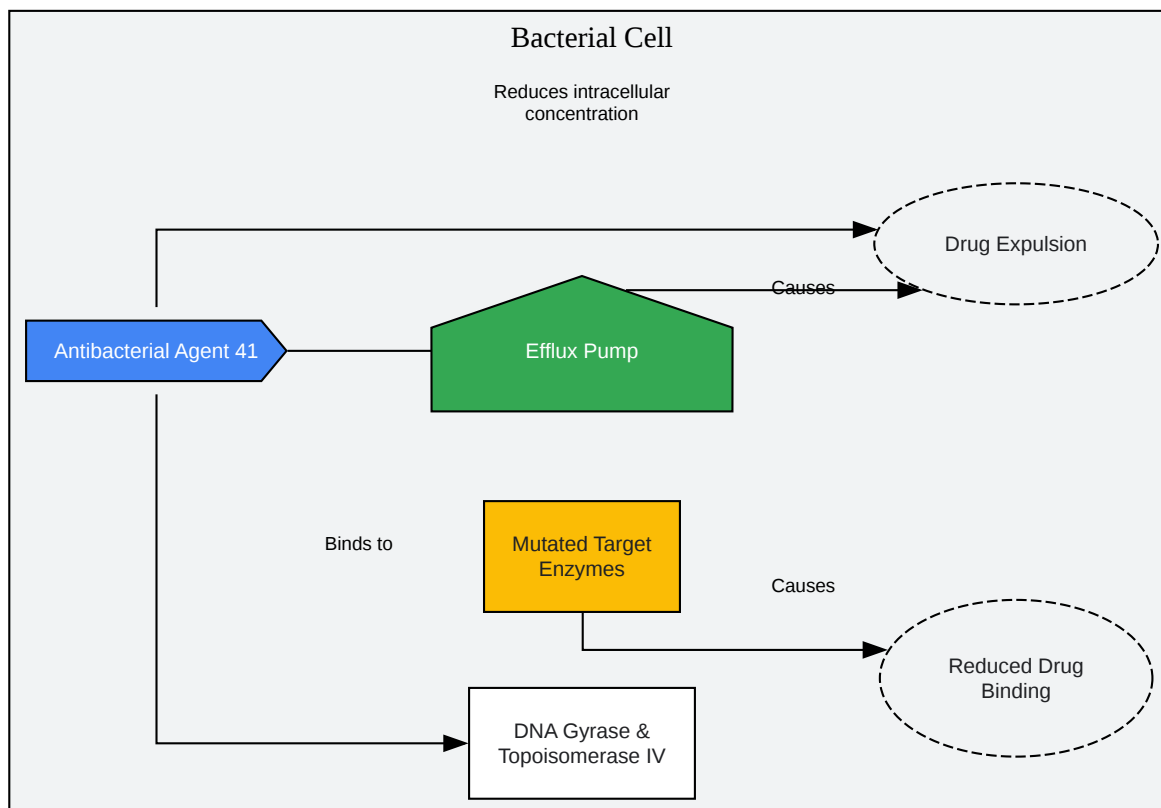 Bacterial Cell
Reduces intracellular
concentration
Drug Expulsion
Causes
Antibacterial Agent 41
Efflux Pump
Binds to
Mutated Target
Enzymes
Causes
Reduced Drug
Binding
DNA Gyrase &
Topoisomerase IV